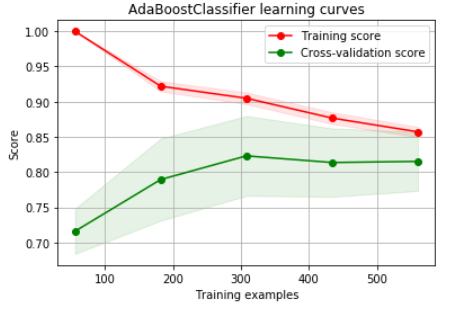 AdaBoostClassifier learning curves
Training score
Cross-validation score
1.00
0.95
0.90
0.85
0.80
0.75
0.70
Score
100
200
300
400
500
Training examples